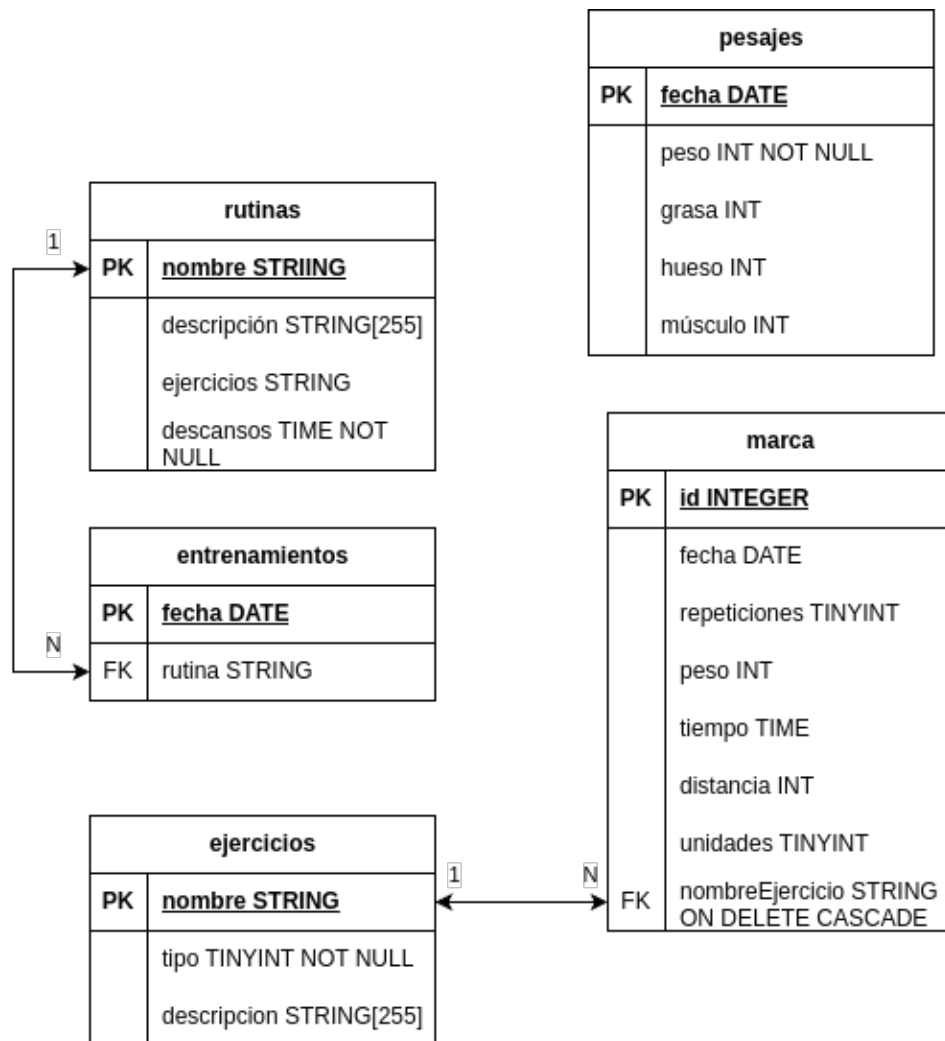 pesajes
PK fecha DATE
peso INT NOT NULL
grasa INT
hueso INT
músculo INT
rutinas
1
PK nombre STRIING
descripción STRING[255]
ejercicios STRING
descansos TIME NOT
NULL
entrenamientos
PK fecha DATE
N
FK rutina STRING
marca
PK id INTEGER
fecha DATE
repeticiones TINYINT
peso INT
tiempo TIME
distancia INT
unidades TINYINT
FK nombreEjercicio STRING
ON DELETE CASCADE
ejercicios
PK nombre STRING
1
N
tipo TINYINT NOT NULL
descripcion STRING[255]